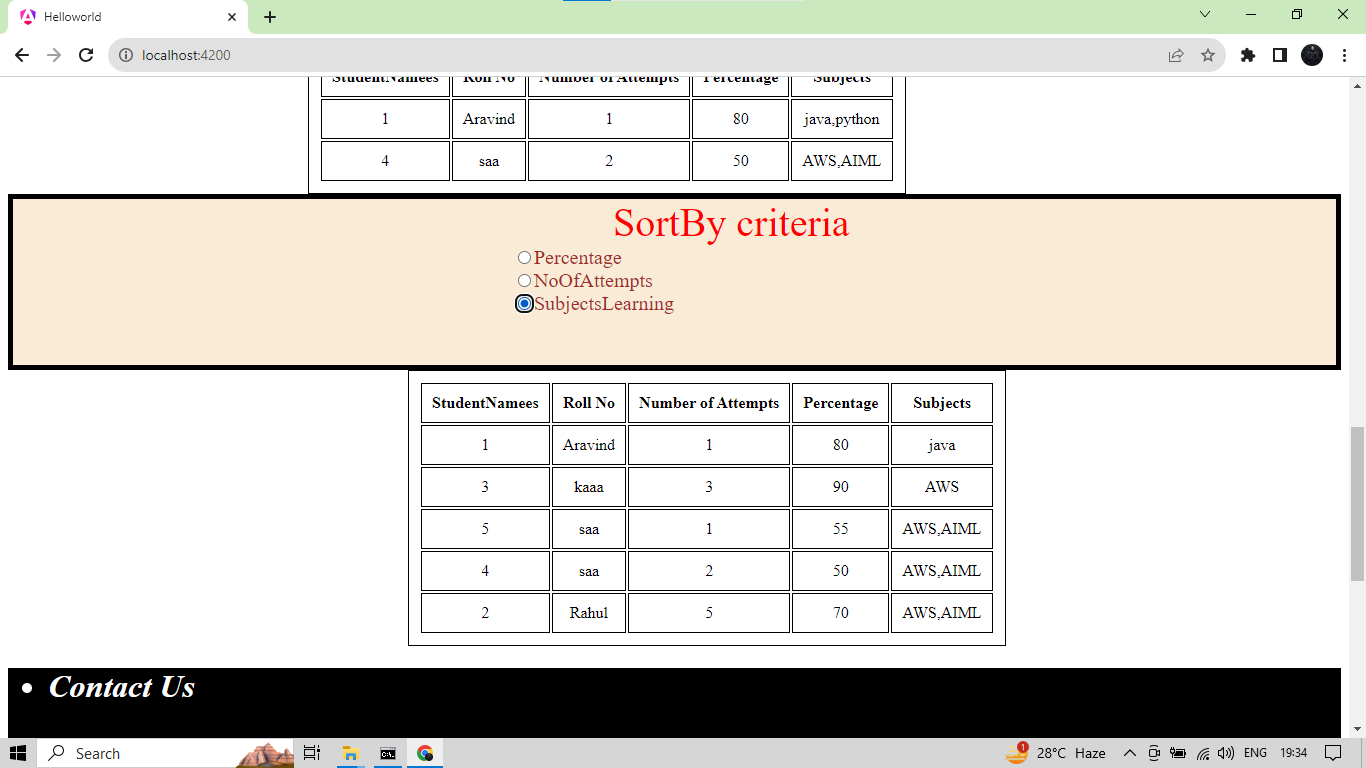 Helloworld
localhost:4200
StudentNamees Roll No Number of Attempts Percentage Subjects
1 Aravind 1 80 java,python
4 saa 2 50 AWS,AIML
SortBy criteria
Percentage
NoOfAttempts
SubjectsLearning
StudentNamees Roll No Number of Attempts Percentage Subjects
1 Aravind 1 80 java
3 kaaa 3 90 AWS
5 saa 1 55 AWS,AIML
4 saa 2 50 AWS,AIML
2 Rahul 5 70 AWS,AIML
Contact Us
Search 1 28°C Haze ENG 19:34